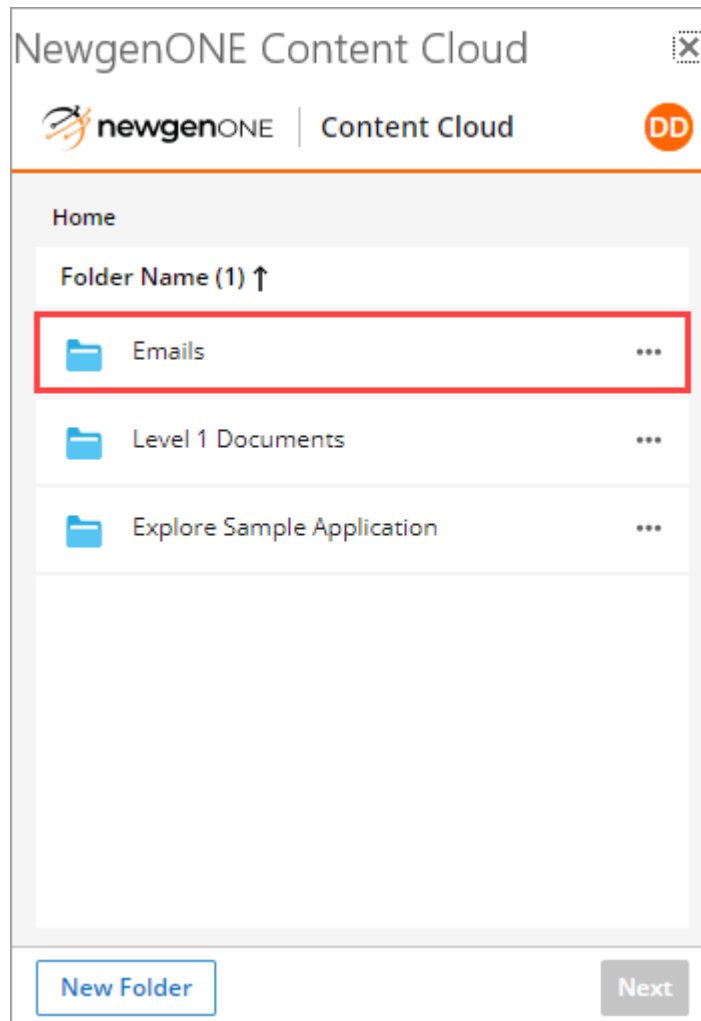 NewgenONE Content Cloud
newgenONE Content Cloud DD
Home
Folder Name (1) ↑
Emails
Level 1 Documents
Explore Sample Application
New Folder Next